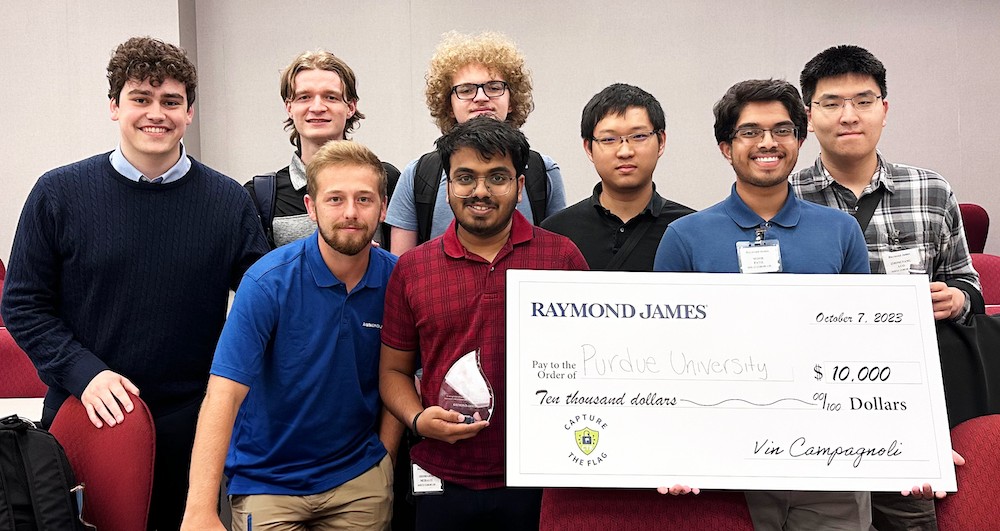 RAYMOND JAMES
October 7, 2023
Pay to the
Order of
Purdue University
$ 10,000
Ten thousand dollars
00/100 Dollars
CAPTURE
THE FLAG
Vin Campagnoli